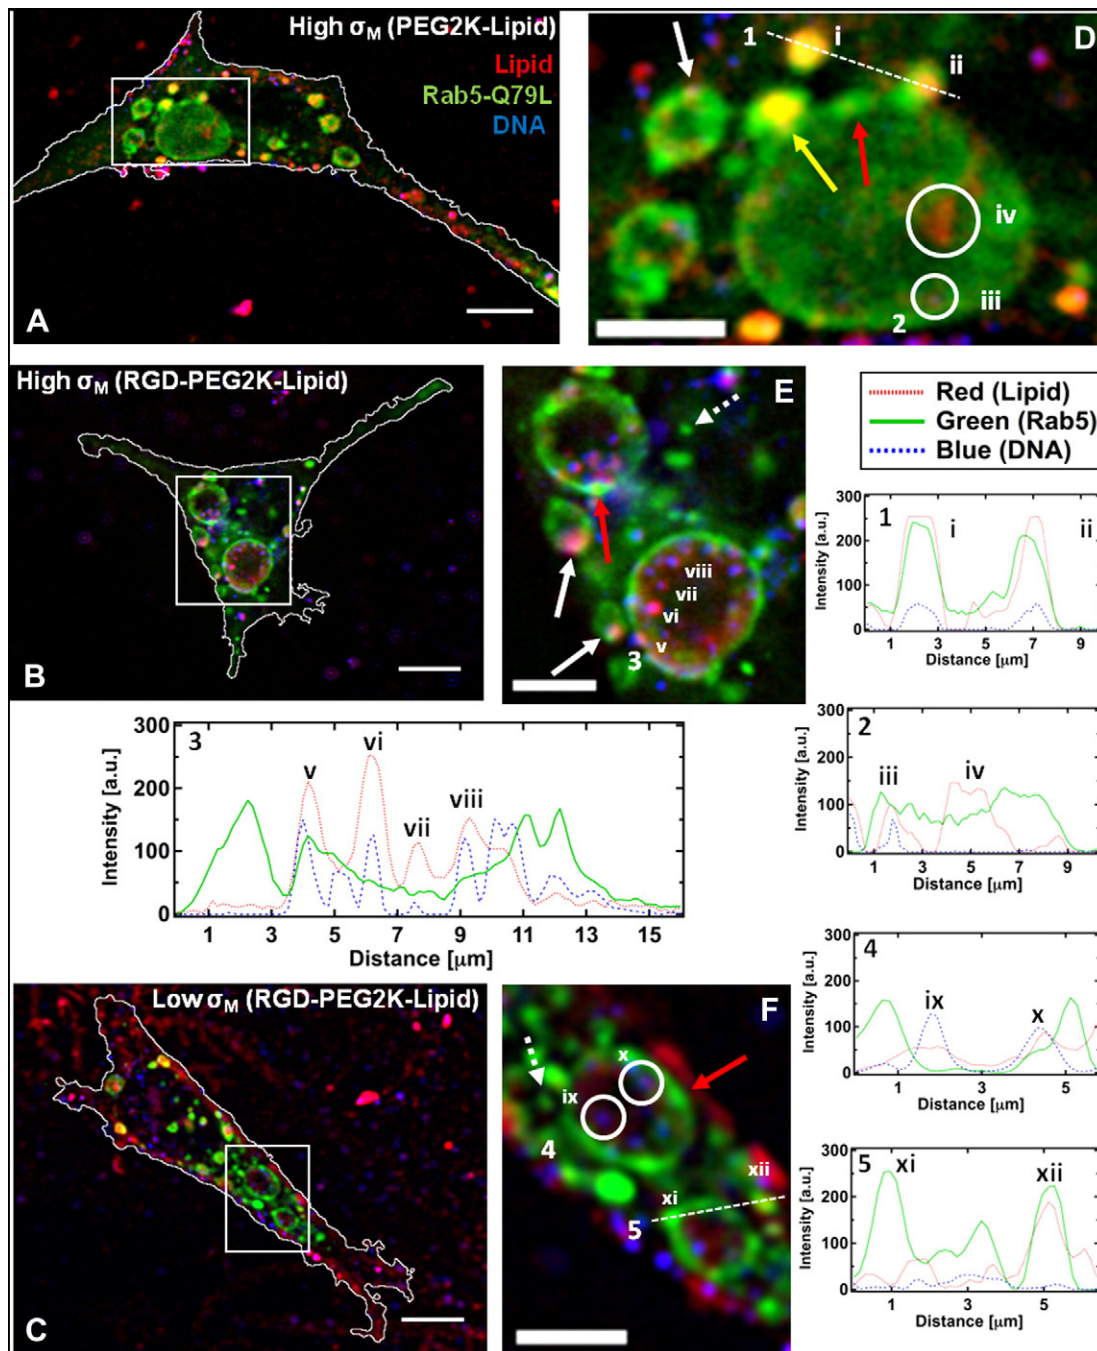 High σM (PEG2K-Lipid)
Lipid
Rab5-Q79L
DNA
A
1
i
ii
D
iv
iii
2
High σM (RGD-PEG2K-Lipid)
B
E
viii
vii
vi
v
3
Red (Lipid)
Green (Rab5)
Blue (DNA)
300
200
100
0
Intensity [a.u.]
1
i
ii
1 3 5 7 9
Distance [μm]
300
200
100
0
Intensity [a.u.]
3
v
vi
vii
viii
1 3 5 7 9 11 13 15
Distance [μm]
300
200
100
0
Intensity [a.u.]
2
iii
iv
1 3 5 7 9
Distance [μm]
Low σM (RGD-PEG2K-Lipid)
C
F
x
ix
4
xii
xi
5
300
200
100
0
Intensity [a.u.]
4
ix
x
1 3 5
Distance [μm]
300
200
100
0
Intensity [a.u.]
5
xi
xii
1 3 5
Distance [μm]